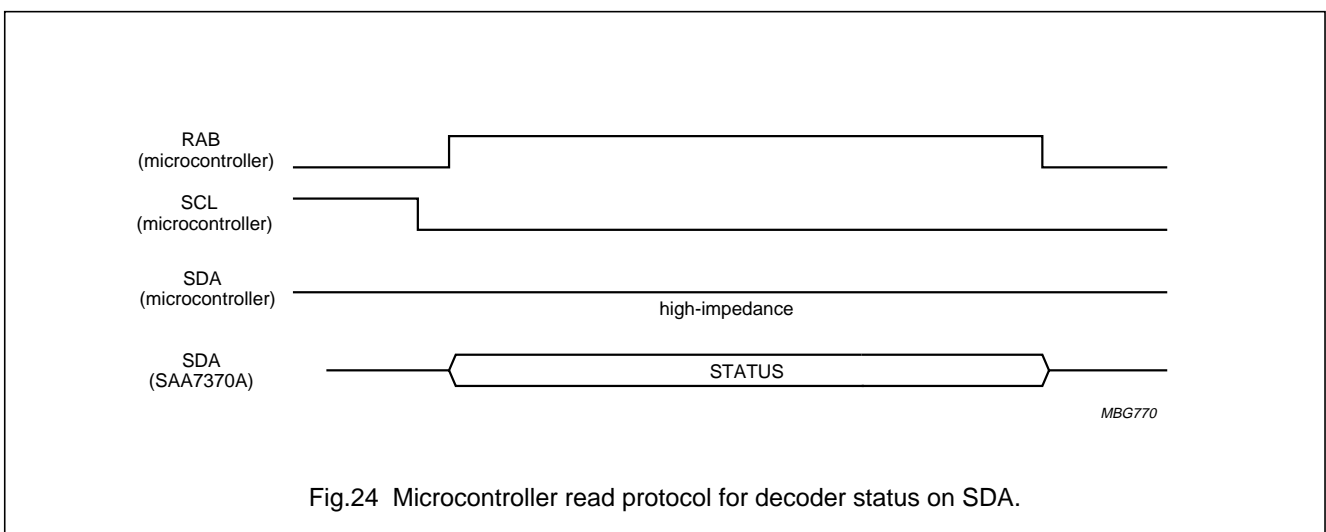 RAB
(microcontroller)
SCL
(microcontroller)
SDA
(microcontroller)
high-impedance
SDA
(SAA7370A)
STATUS
MBG770
Fig.24 Microcontroller read protocol for decoder status on SDA.